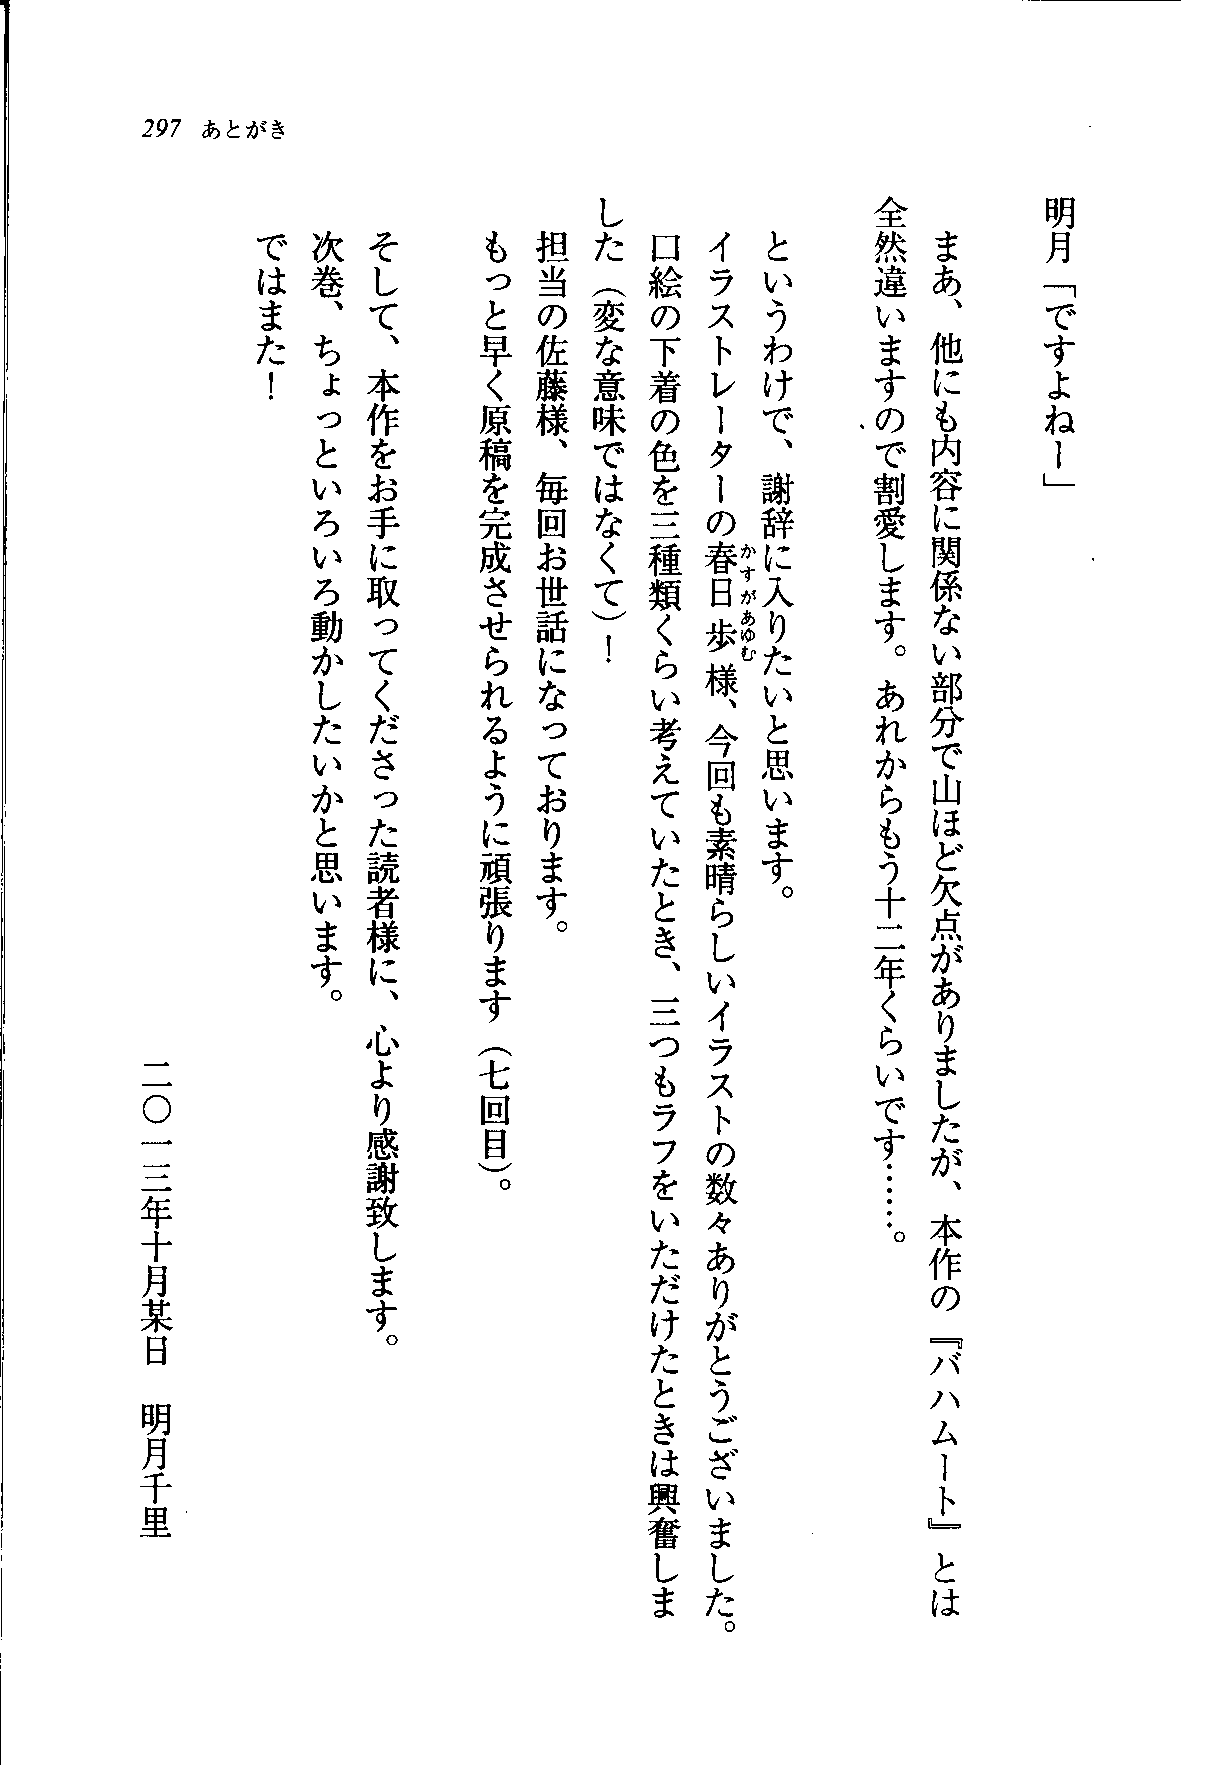 297 あとがき
明月「ですよねー」
まあ、他にも内容に関係ない部分で山ほど欠点がありましたが、本作の『バハムート』とは
全然違いますので割愛します。あれからもう十二年くらいです……。
というわけで、謝辞に入りたいと思います。
イラストレーターの春日歩様、今回も素晴らしいイラストの数々ありがとうございました。
かすがあゆむ
口絵の下着の色を三種類くらい考えていたとき、三つもラフをいただけたときは興奮しま
した（変な意味ではなくて）！
担当の佐藤様、毎回お世話になっております。
もっと早く原稿を完成させられるように頑張ります（七回目）。
そして、本作をお手に取ってくださった読者様に、心より感謝致します。
次巻、ちょっといろいろ動かしたいかと思います。
ではまた！
二〇一三年十月某日　明月千里